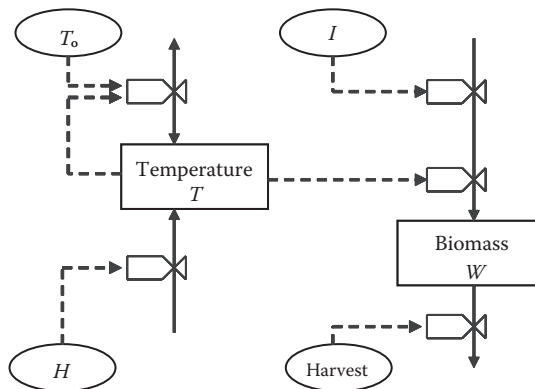 T₀
I
Temperature
T
Biomass
W
H
Harvest